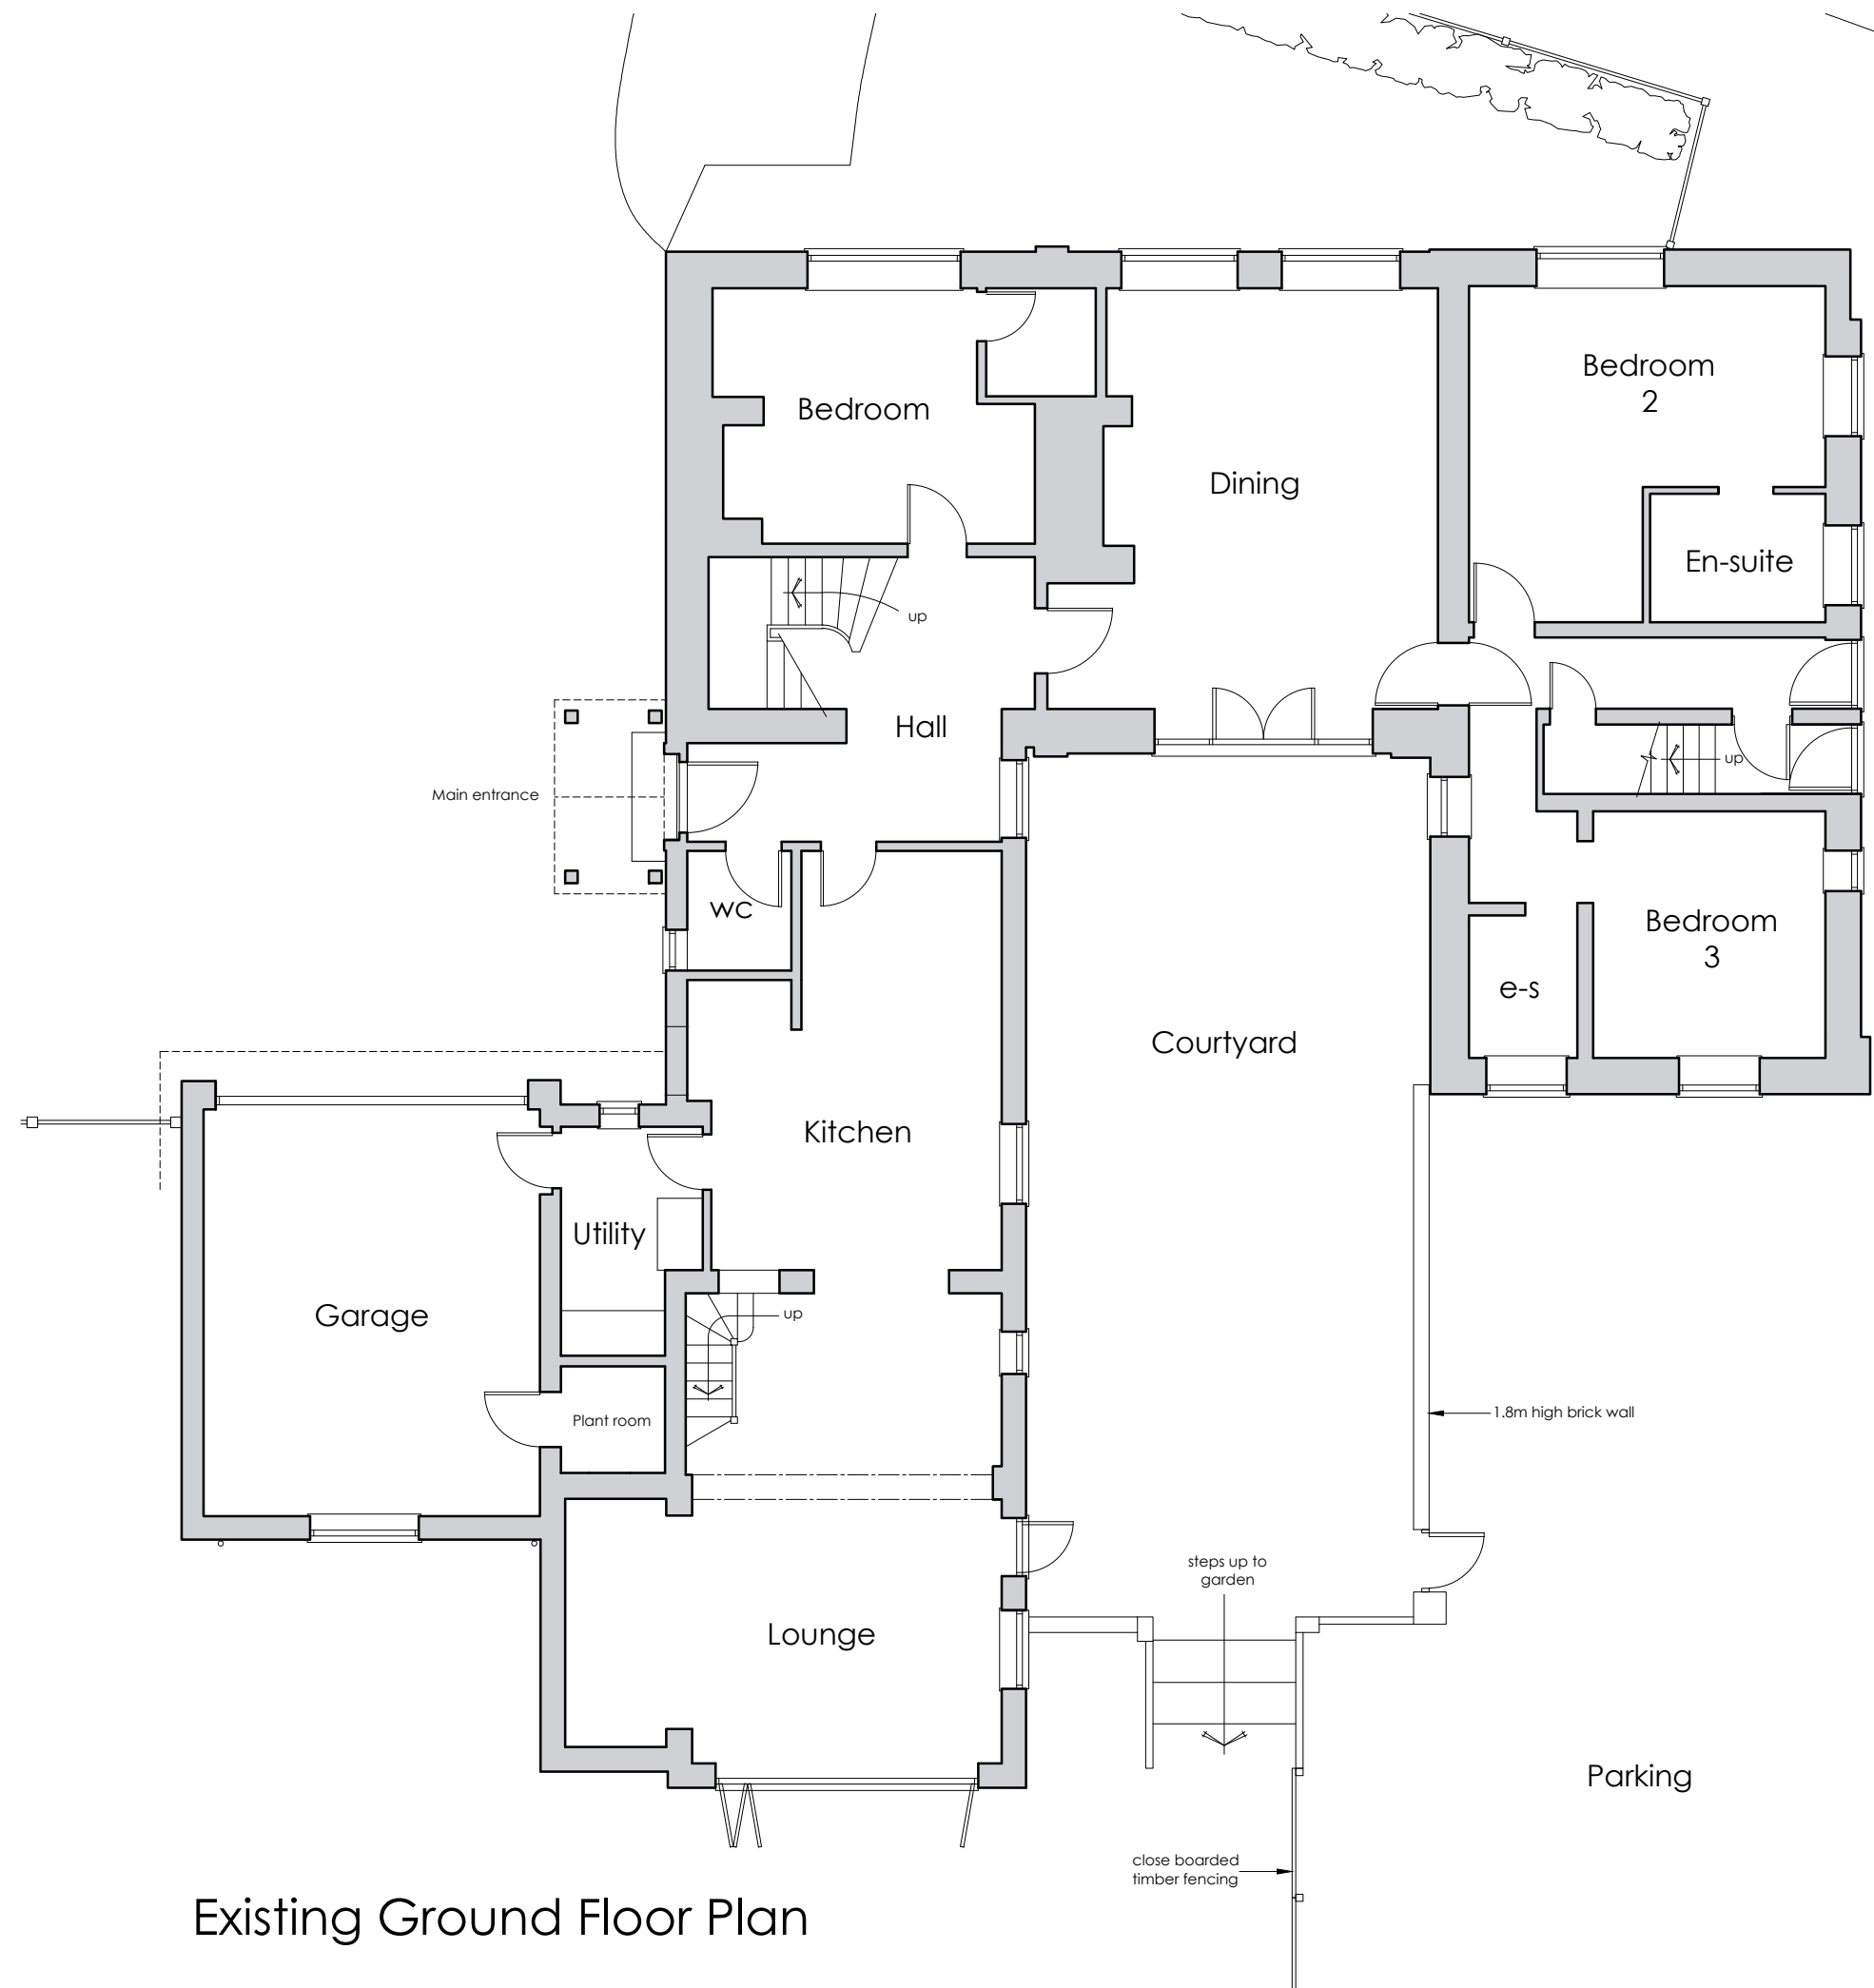 Bedroom
2
Bedroom
Dining
En-suite
up
Hall
up
Main entrance
wc
Bedroom
3
e-s
Courtyard
Kitchen
Utility
Garage
up
Plant room
1.8m high brick wall
steps up to
garden
Lounge
Parking
close boarded
timber fencing
Existing Ground Floor Plan